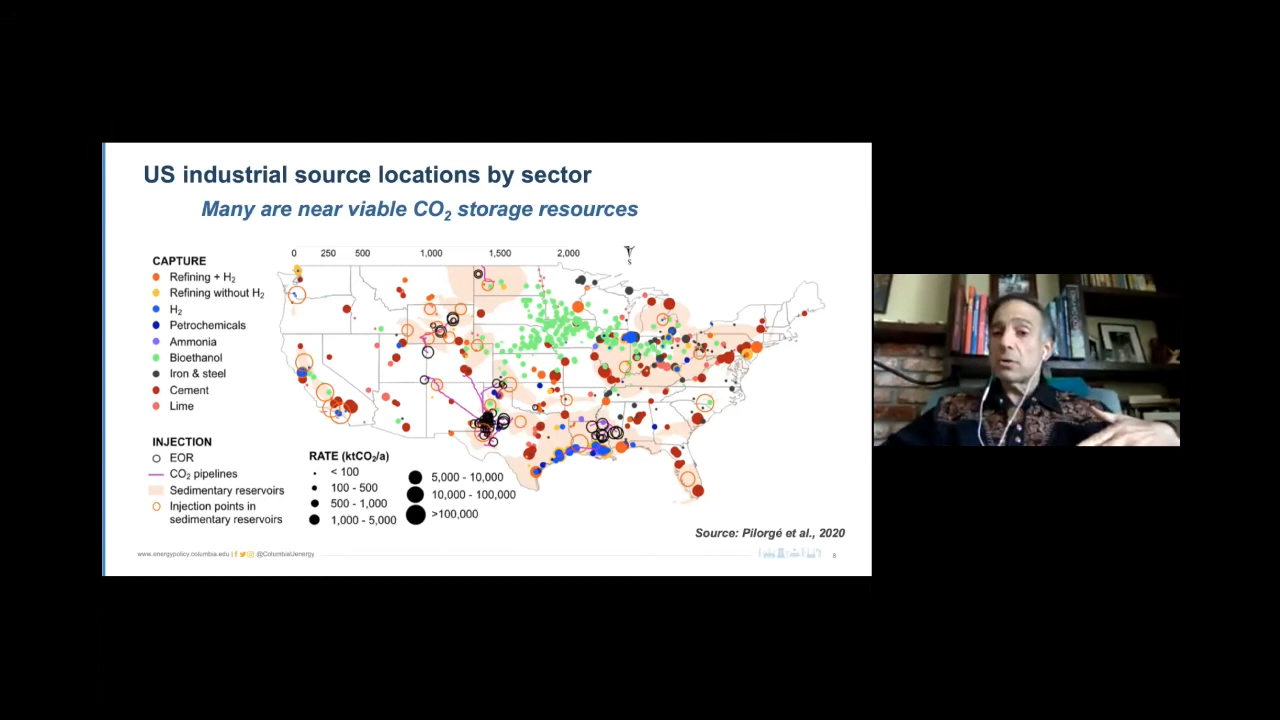 US industrial source locations by sector
Many are near viable CO₂ storage resources
0 250 500 1,000 1,500 2,000
S
CAPTURE
Refining + H₂
Refining without H₂
H₂
Petrochemicals
Ammonia
Bioethanol
Iron & steel
Cement
Lime
INJECTION
EOR
CO₂ pipelines
Sedimentary reservoirs
Injection points in
sedimentary reservoirs
RATE (ktCO₂/a)
< 100
100 - 500
500 - 1,000
1,000 - 5,000
5,000 - 10,000
10,000 - 100,000
>100,000
Source: Pilorgé et al., 2020
www.energypolicy.columbia.edu | @ColumbiaUenergy
8